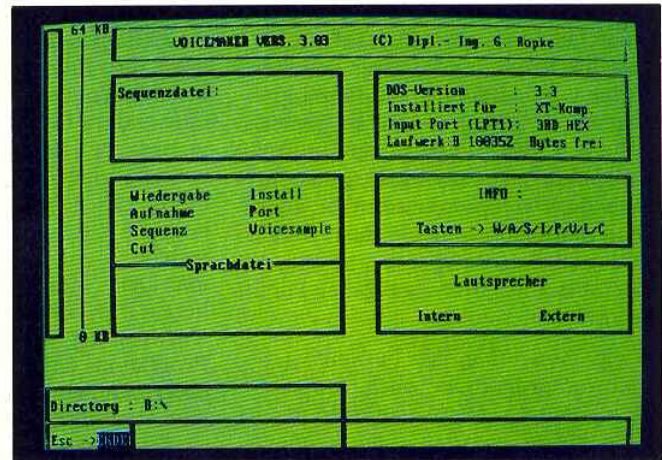 64 KB
VOICEMAKER VERS. 3.03 (C) Dipl.- Ing. G. Ropke
Sequenzdatei:
DOS-Version : 3.3
Installiert fur : XT-Komp.
Input Port (LPT1): 3BD HEX
Laufwerk:B 100352 Bytes frei
Wiedergabe Install
Aufnahme Port
Sequenz Voicesample
Cut
Sprachdatei
INFO :
Tasten -> W/A/S/I/P/V/L/C
Lautsprecher
Intern Extern
0 KB
Directory : B:\
Esc ->